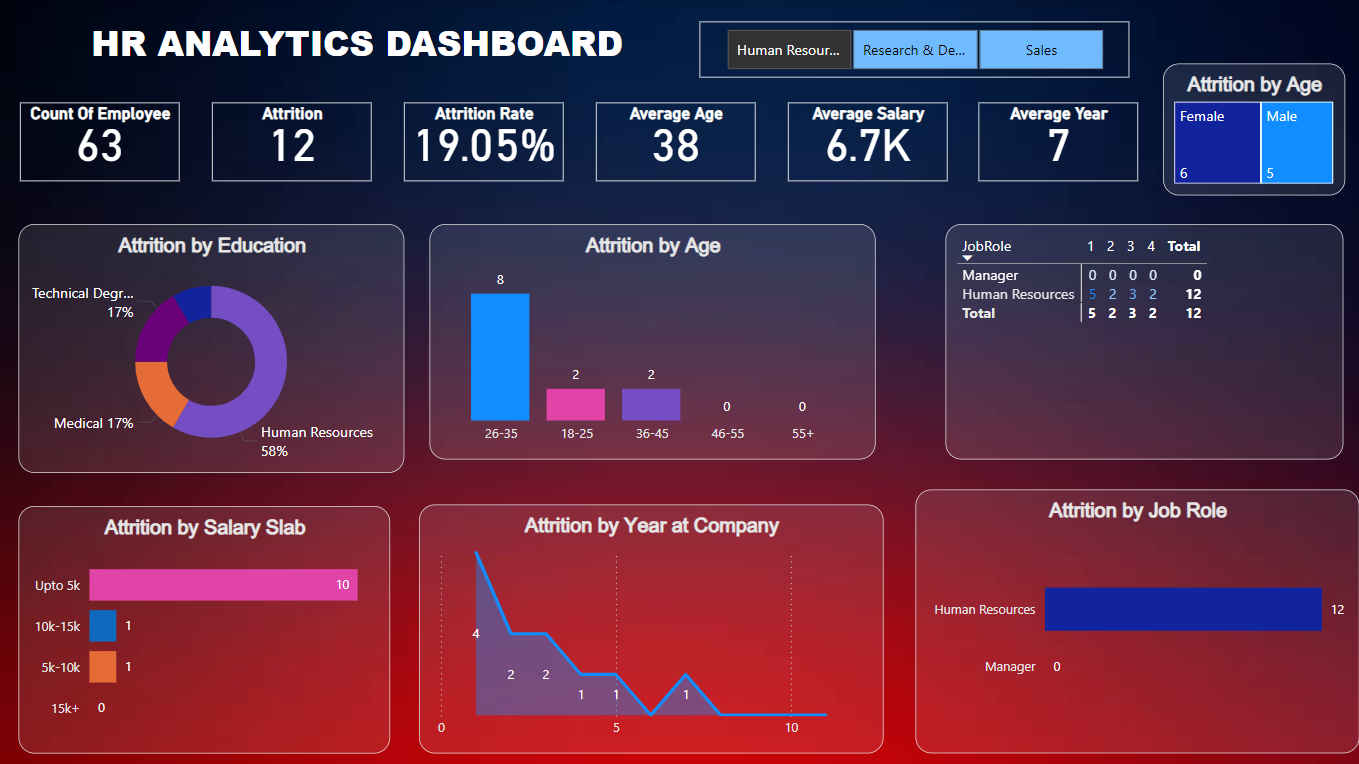 HR ANALYTICS DASHBOARD
Human Resour...
Research & De...
Sales
Count Of Employee
63
Attrition
12
Attrition Rate
19.05%
Average Age
38
Average Salary
6.7K
Average Year
7
Attrition by Age
Female
Male
6
5
Attrition by Education
Technical Degr...
17%
Medical 17%
Human Resources
58%
Attrition by Age
8
2
2
0
0
26-35
18-25
36-45
46-55
55+
JobRole 1 2 3 4 Total
Manager 0 0 0 0 0
Human Resources 5 2 3 2 12
Total 5 2 3 2 12
Attrition by Salary Slab
Upto 5k 10
10k-15k 1
5k-10k 1
15k+ 0
Attrition by Year at Company
4
2
2
1
1
1
0
5
10
Attrition by Job Role
Human Resources 12
Manager 0